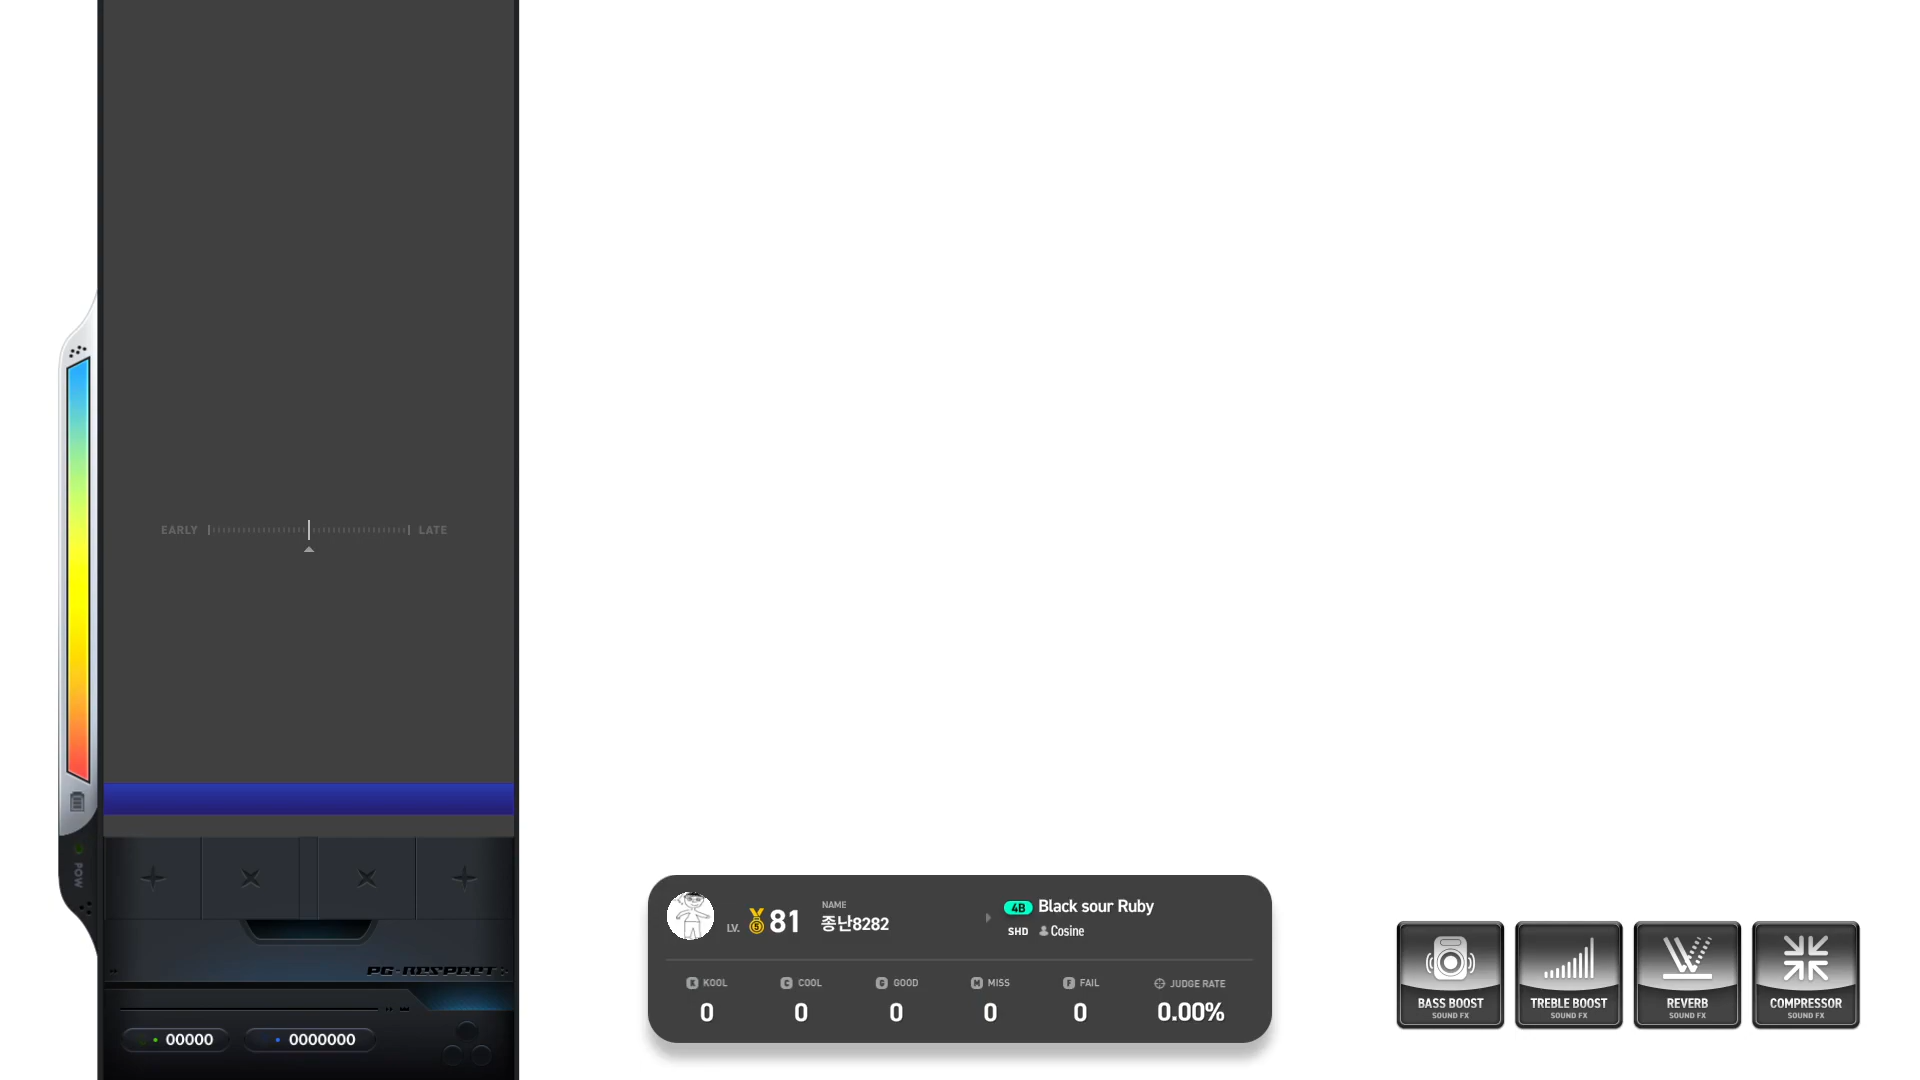 EARLY LATE
POW
PC-RESPECT
00000 0000000
LV. 81
NAME
종난8282
4B Black sour Ruby
SHD Cosine
K KOOL C COOL G GOOD M MISS F FAIL JUDGE RATE
0 0 0 0 0 0.00%
BASS BOOST
SOUND FX
TREBLE BOOST
SOUND FX
REVERB
SOUND FX
COMPRESSOR
SOUND FX